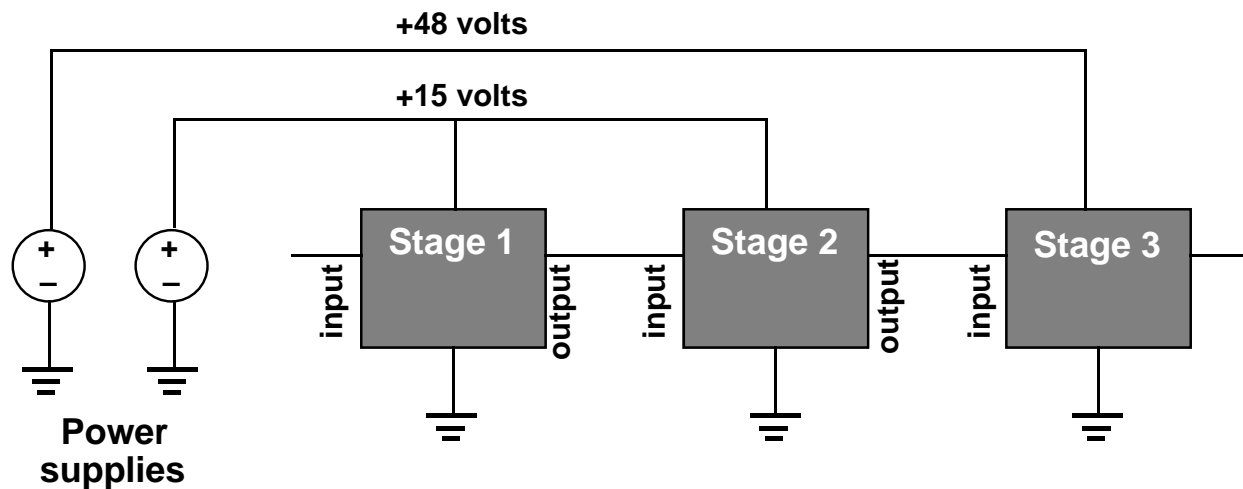 +48 volts
+15 volts
+
–
+
–
Stage 1
Stage 2
Stage 3
input
output
input
output
input
Power
supplies